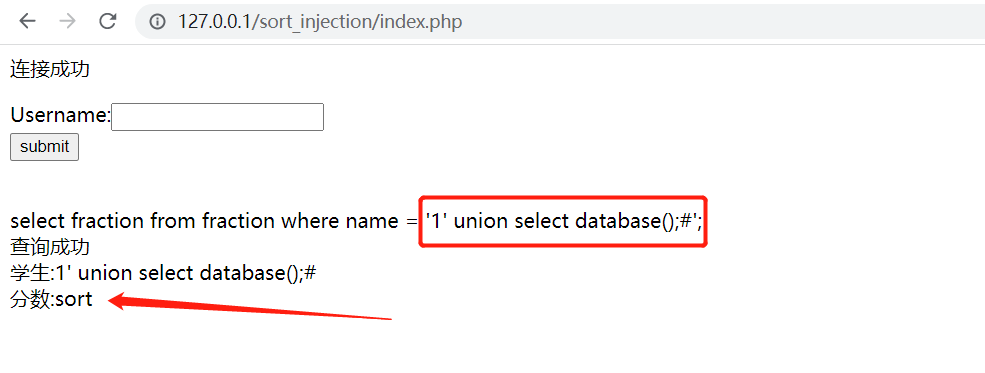 127.0.0.1/sort_injection/index.php
连接成功
Username:
submit
select fraction from fraction where name = '1' union select database();#';
查询成功
学生:1' union select database();#
分数:sort